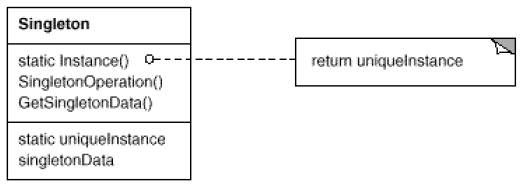 Singleton
static Instance()
return uniqueInstance
SingletonOperation()
GetSingletonData()
static uniqueInstance
singletonData